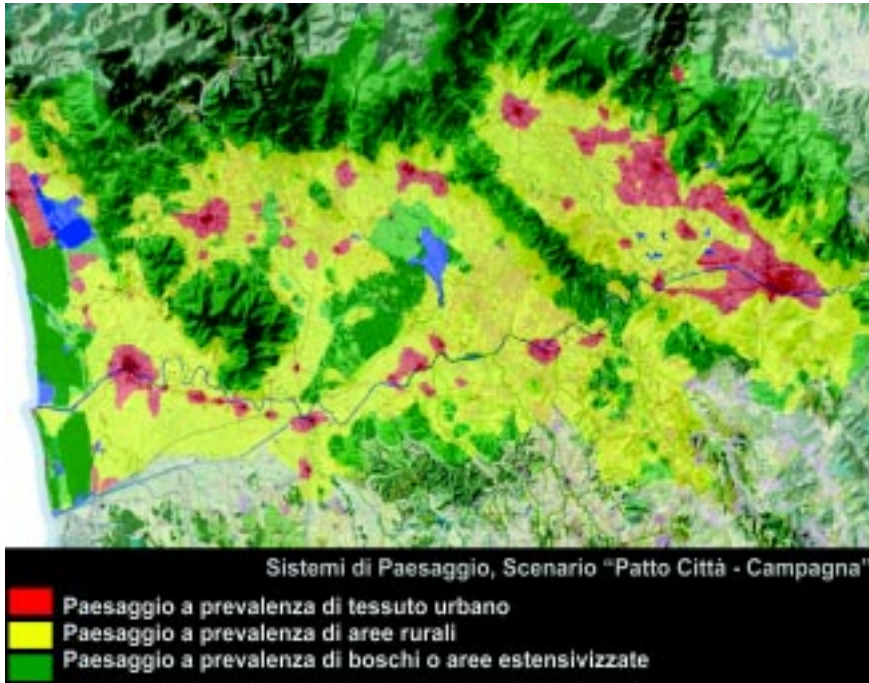 Sistemi di Paesaggio, Scenario “Patto Città - Campagna”
Paesaggio a prevalenza di tessuto urbano
Paesaggio a prevalenza di aree rurali
Paesaggio a prevalenza di boschi o aree estensivizzate